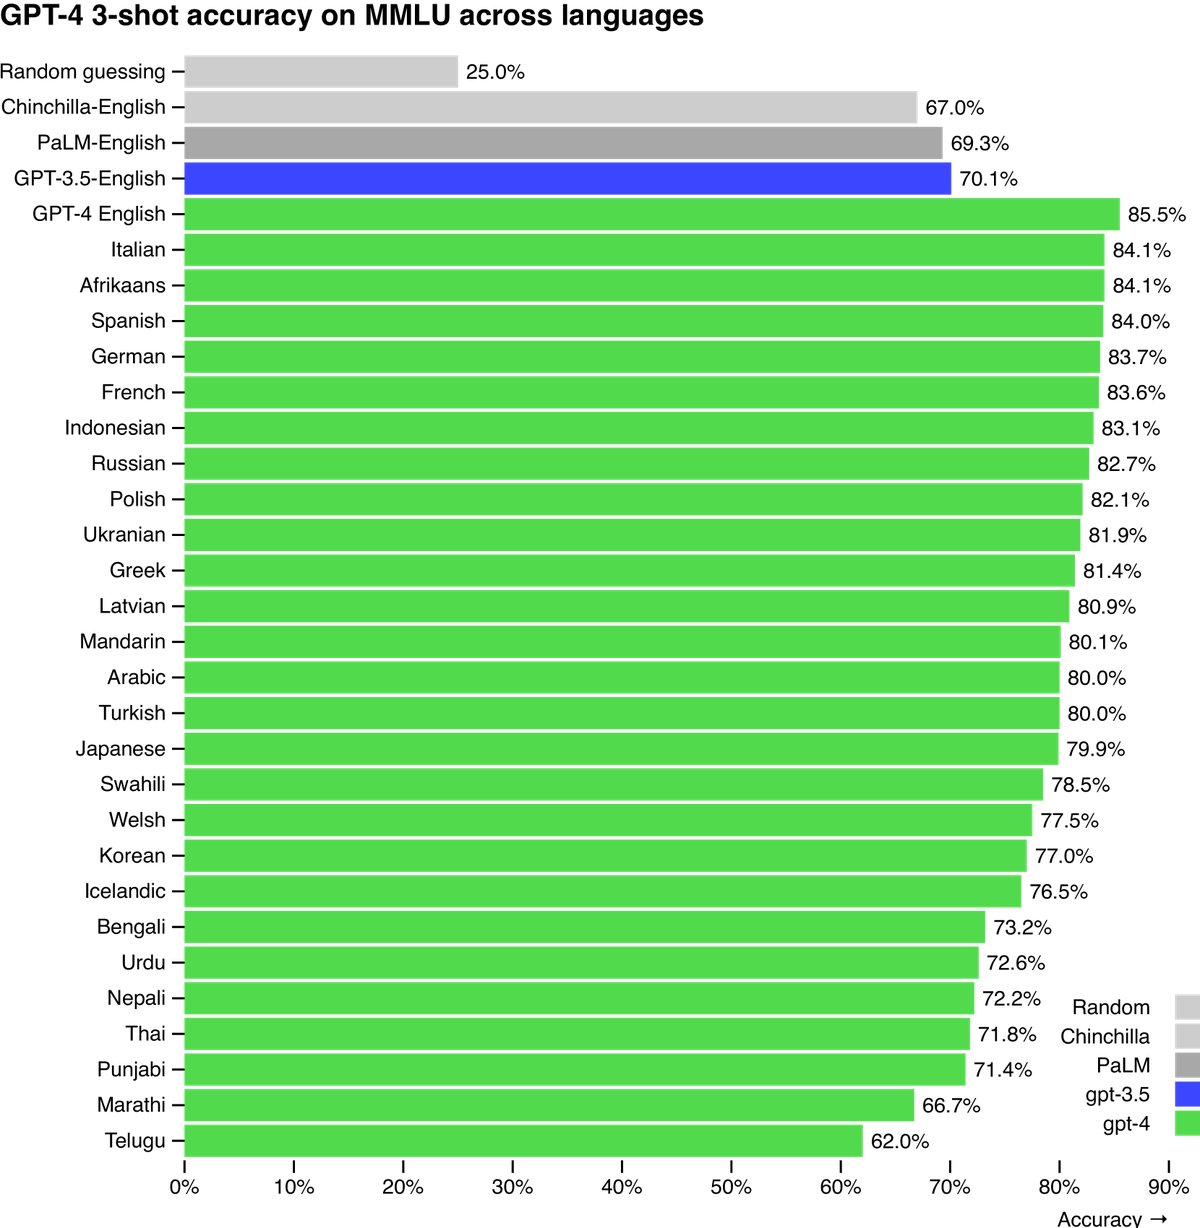 GPT-4 3-shot accuracy on MMLU across languages
Random guessing 25.0%
Chinchilla-English 67.0%
PaLM-English 69.3%
GPT-3.5-English 70.1%
GPT-4 English 85.5%
Italian 84.1%
Afrikaans 84.1%
Spanish 84.0%
German 83.7%
French 83.6%
Indonesian 83.1%
Russian 82.7%
Polish 82.1%
Ukranian 81.9%
Greek 81.4%
Latvian 80.9%
Mandarin 80.1%
Arabic 80.0%
Turkish 80.0%
Japanese 79.9%
Swahili 78.5%
Welsh 77.5%
Korean 77.0%
Icelandic 76.5%
Bengali 73.2%
Urdu 72.6%
Nepali 72.2%
Thai 71.8%
Punjabi 71.4%
Marathi 66.7%
Telugu 62.0%
Random
Chinchilla
PaLM
gpt-3.5
gpt-4
0% 10% 20% 30% 40% 50% 60% 70% 80% 90%
Accuracy →